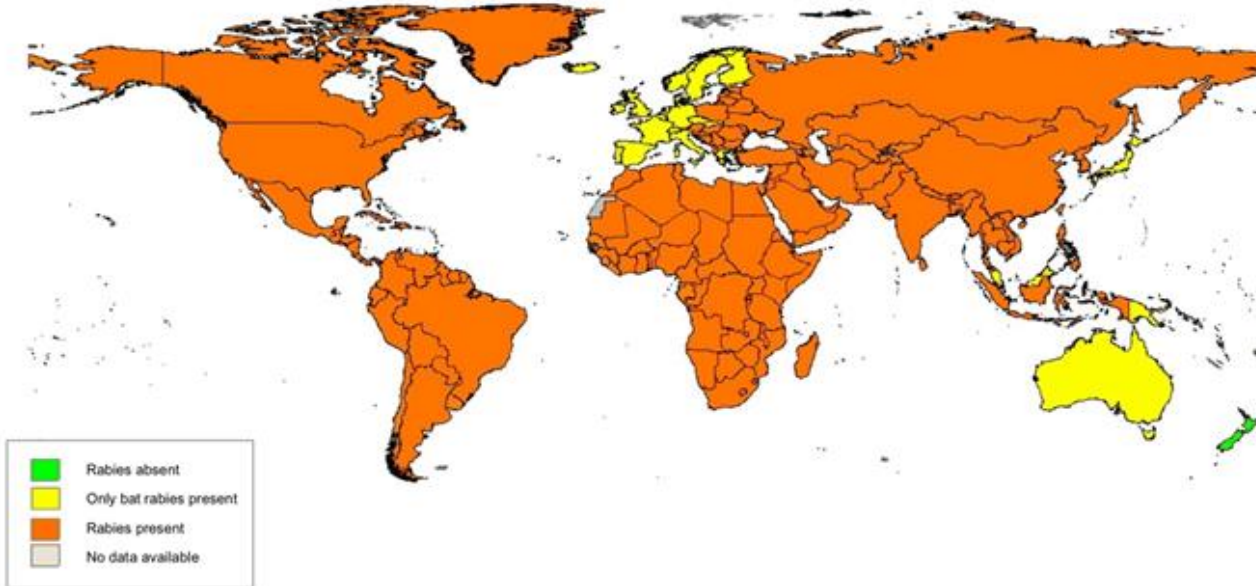 Rabies absent
Only bat rabies present
Rabies present
No data available